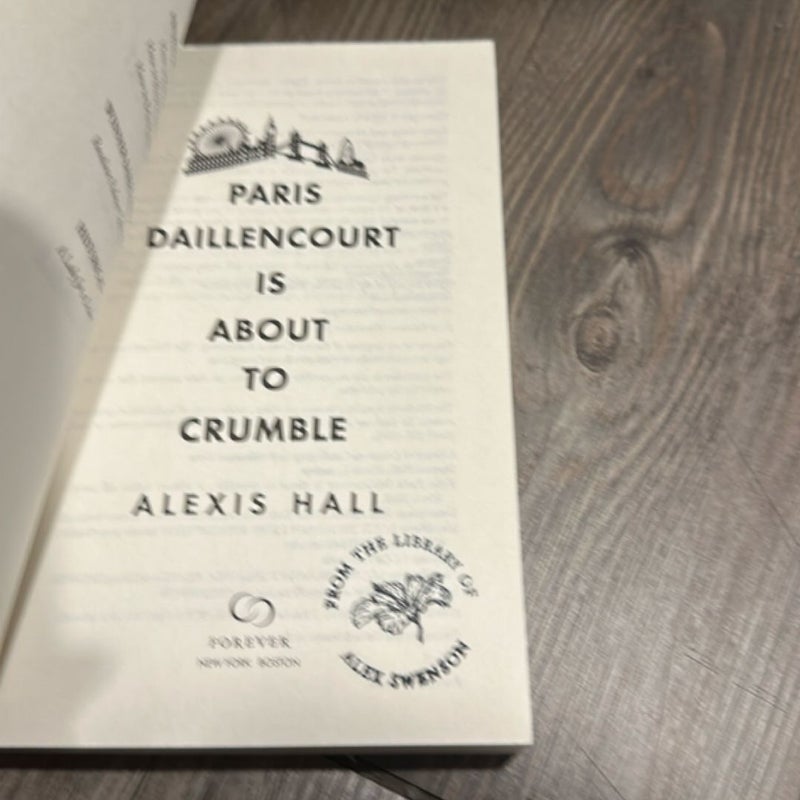 PARIS
DAILLENCOURT
IS
ABOUT
TO
CRUMBLE
ALEXIS HALL
FOREVER
NEW YORK BOSTON
FROM THE LIBRARY OF
ALEX SWENSON